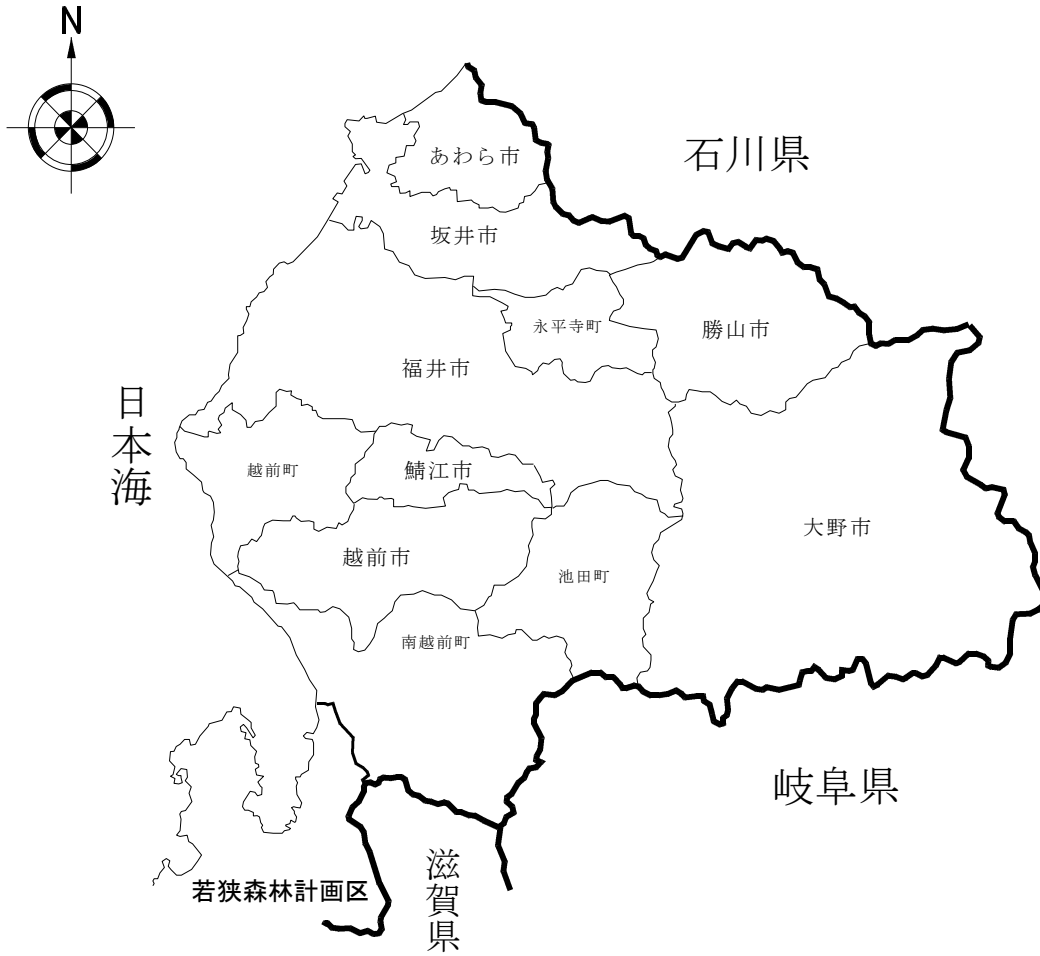 N
石川県
あわら市
坂井市
永平寺町
勝山市
福井市
日本海
越前町
鯖江市
大野市
越前市
池田町
南越前町
岐阜県
滋賀県
若狭森林計画区